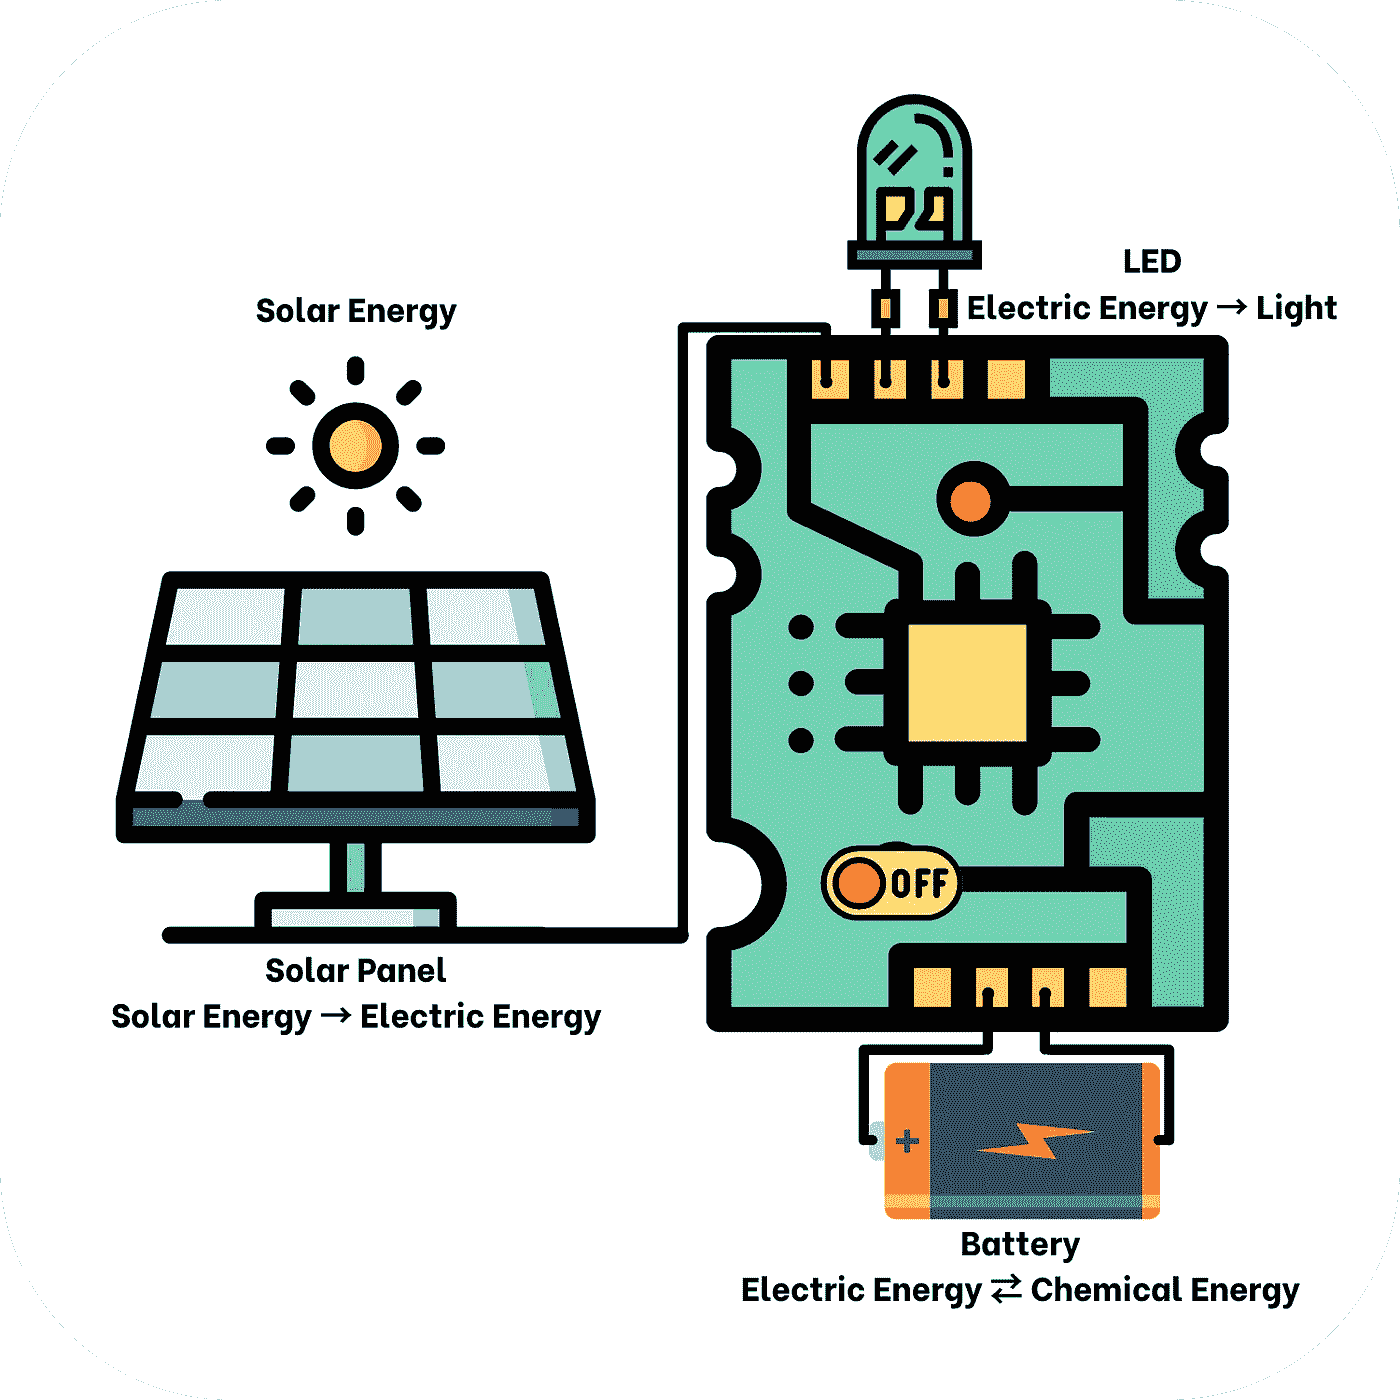 LED
Electric Energy → Light
Solar Energy
OFF
Solar Panel
Solar Energy → Electric Energy
+
Battery
Electric Energy ⇄ Chemical Energy